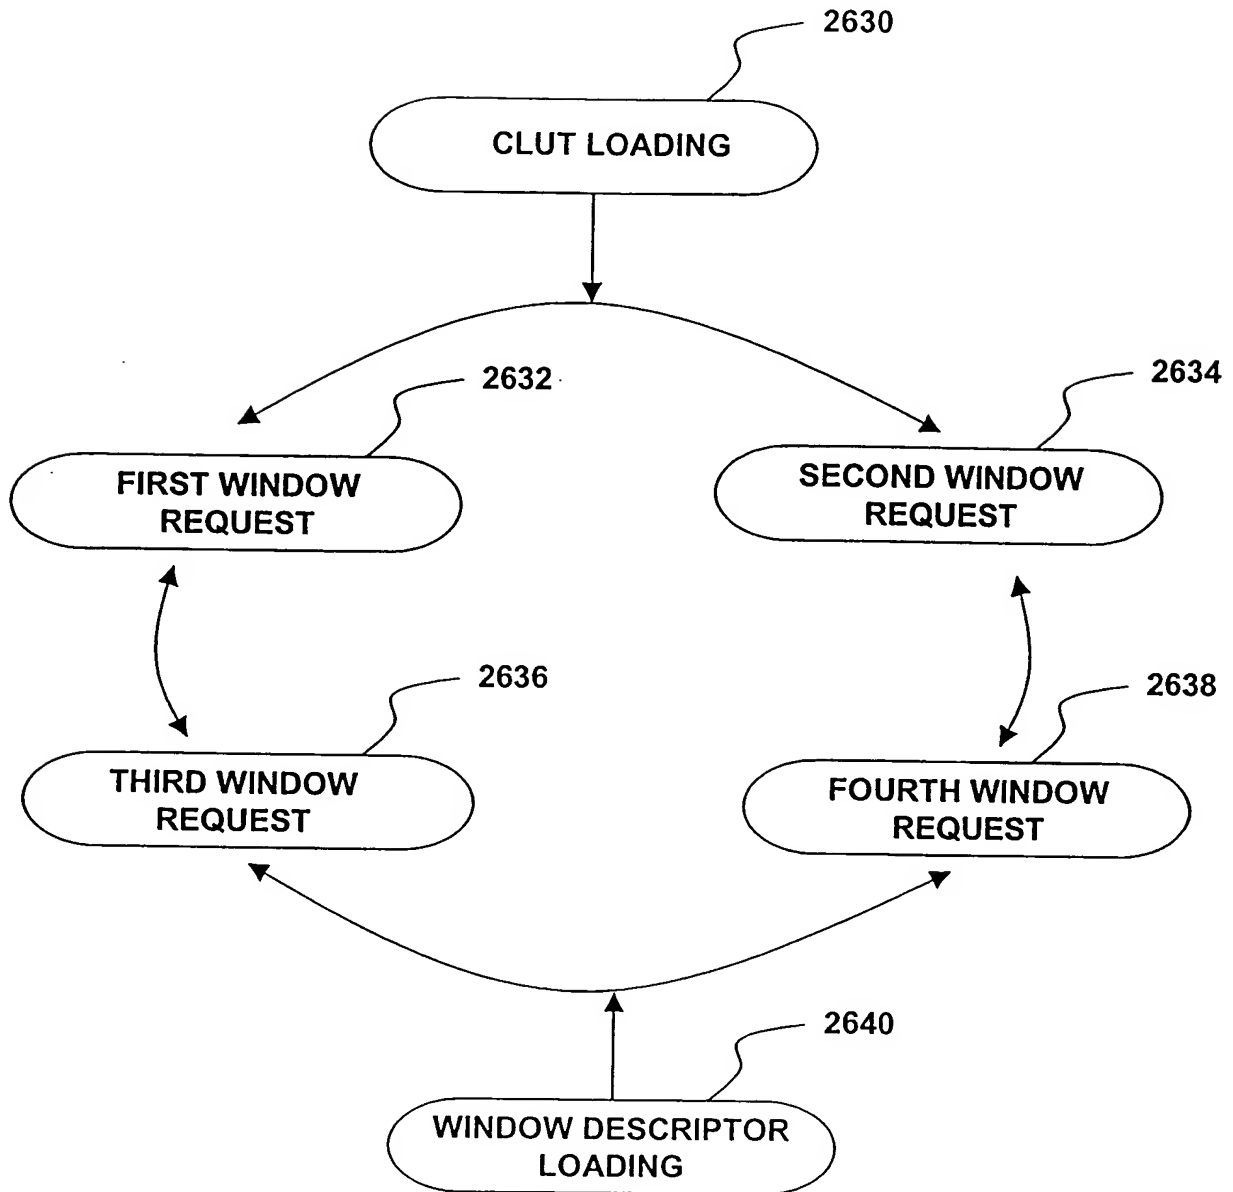 2630
CLUT LOADING
2632
2634
FIRST WINDOW
REQUEST
SECOND WINDOW
REQUEST
2636
2638
THIRD WINDOW
REQUEST
FOURTH WINDOW
REQUEST
2640
WINDOW DESCRIPTOR
LOADING